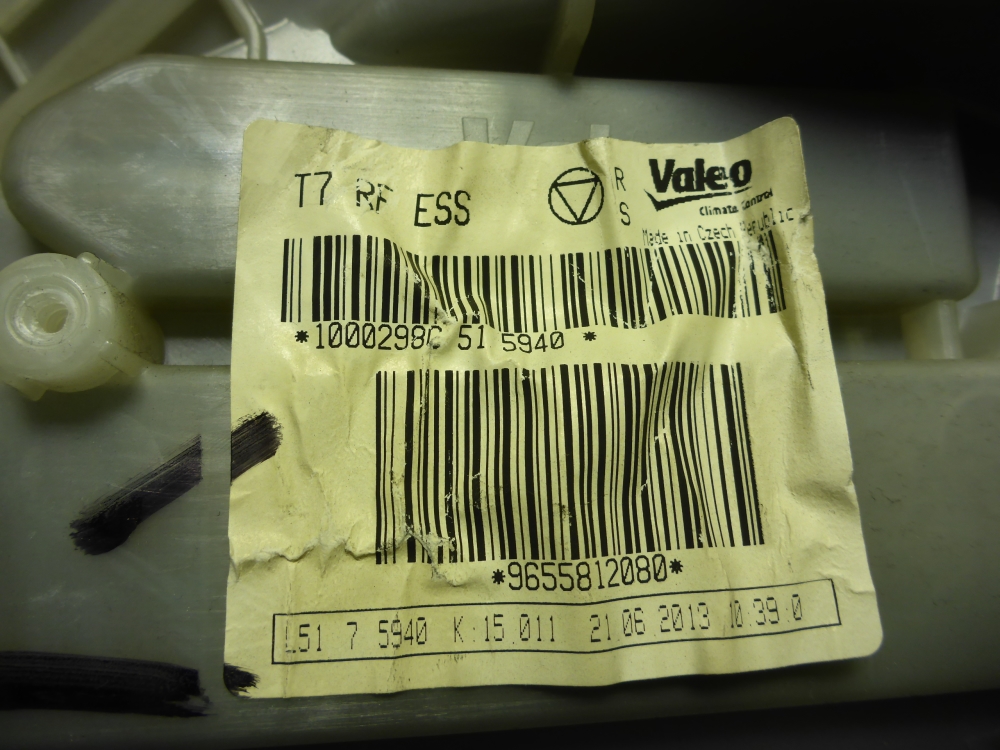 T7 RF ESS
R
S
Valeo
Climate Control
Made in Czech Republic
*1000298C 51 5940 *
*9655812080*
L51 7 5940 K:15.011 21.06.2013 10:39:0